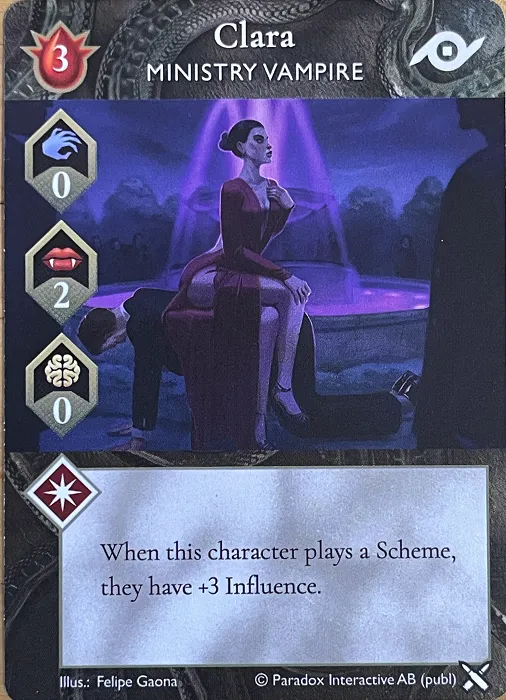 3
Clara
MINISTRY VAMPIRE
0
2
0
When this character plays a Scheme,
they have +3 Influence.
Illus.: Felipe Gaona
© Paradox Interactive AB (publ)